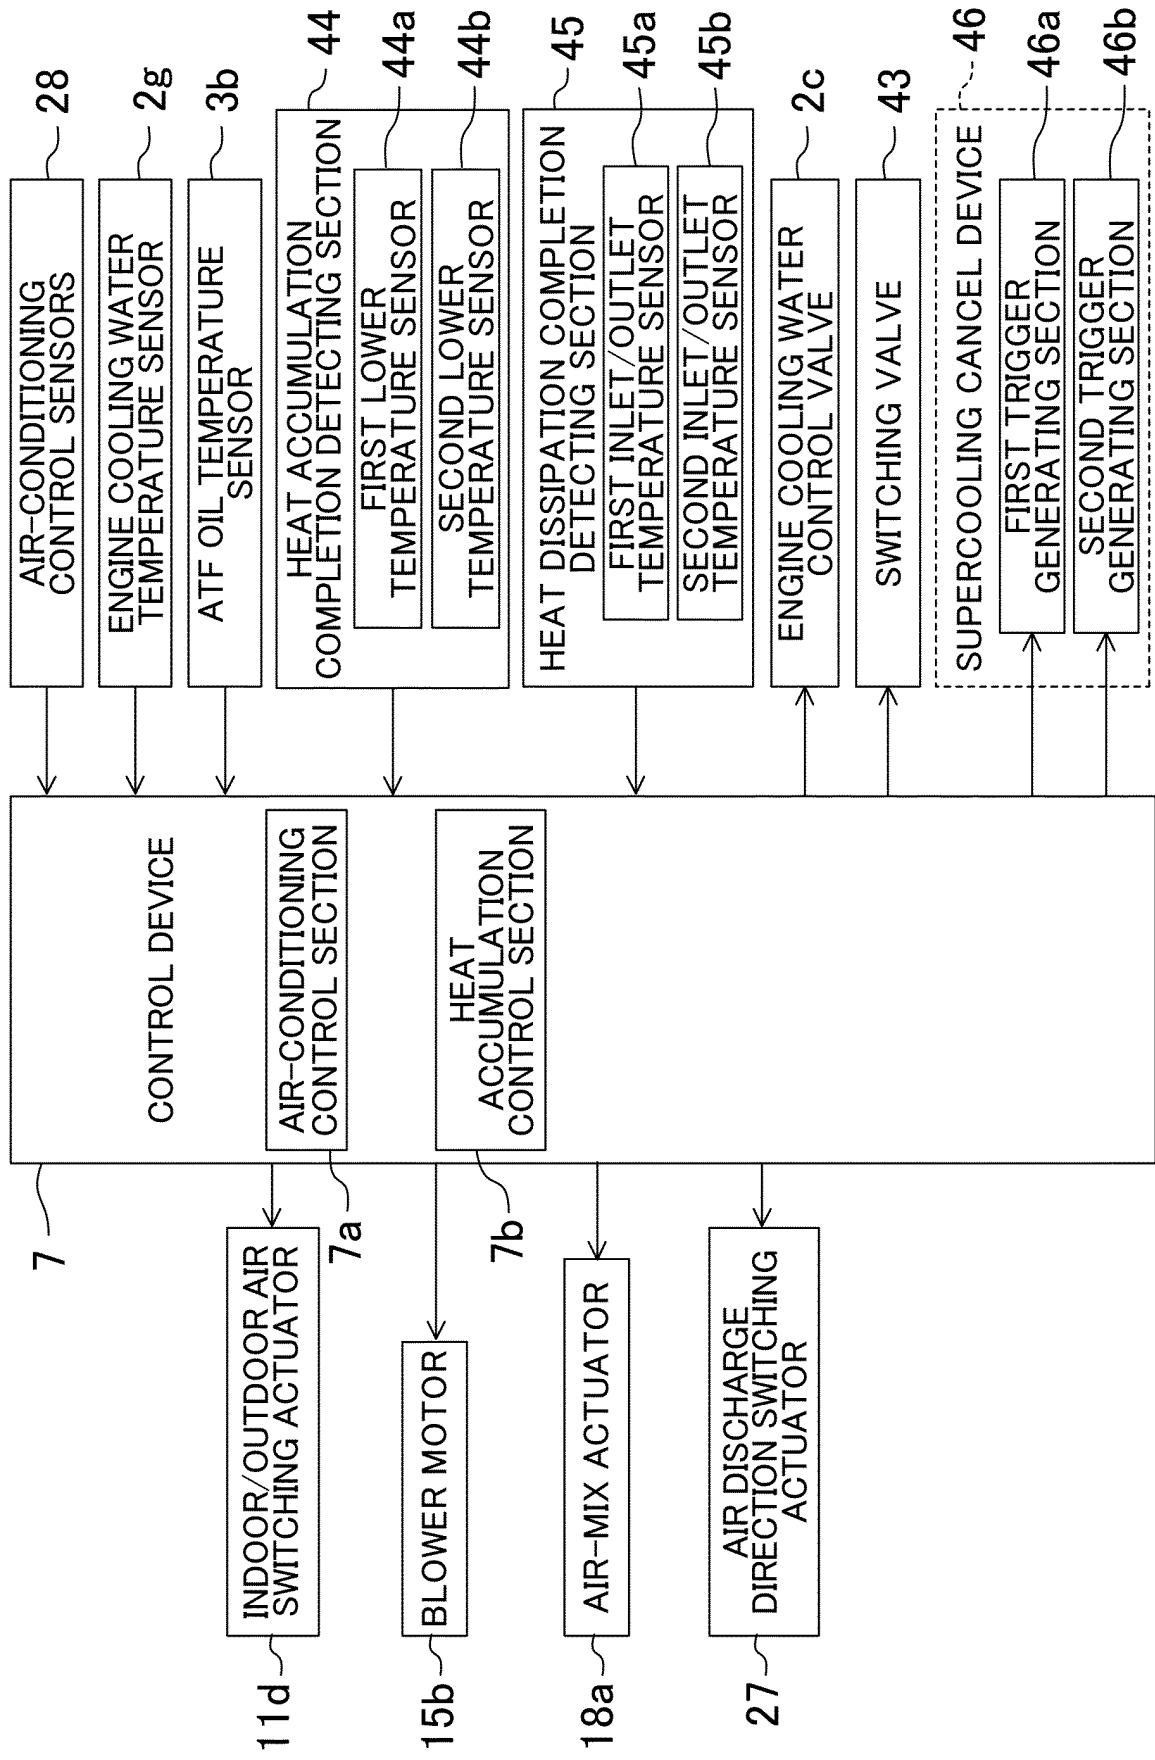 28
AIR-CONDITIONING
CONTROL SENSORS
2g
ENGINE COOLING WATER
TEMPERATURE SENSOR
3b
ATF OIL TEMPERATURE
SENSOR
44
HEAT ACCUMULATION
COMPLETION DETECTING SECTION
44a
FIRST LOWER
TEMPERATURE SENSOR
44b
SECOND LOWER
TEMPERATURE SENSOR
45
HEAT DISSIPATION COMPLETION
DETECTING SECTION
45a
FIRST INLET/OUTLET
TEMPERATURE SENSOR
45b
SECOND INLET/OUTLET
TEMPERATURE SENSOR
2c
ENGINE COOLING WATER
CONTROL VALVE
43
SWITCHING VALVE
46
SUPERCOOLING CANCEL DEVICE
46a
FIRST TRIGGER
GENERATING SECTION
46b
SECOND TRIGGER
GENERATING SECTION
CONTROL DEVICE
7
AIR-CONDITIONING
CONTROL SECTION
7a
HEAT
ACCUMULATION
CONTROL SECTION
7b
INDOOR/OUTDOOR AIR
SWITCHING ACTUATOR
11d
BLOWER MOTOR
15b
AIR-MIX ACTUATOR
18a
AIR DISCHARGE
DIRECTION SWITCHING
ACTUATOR
27